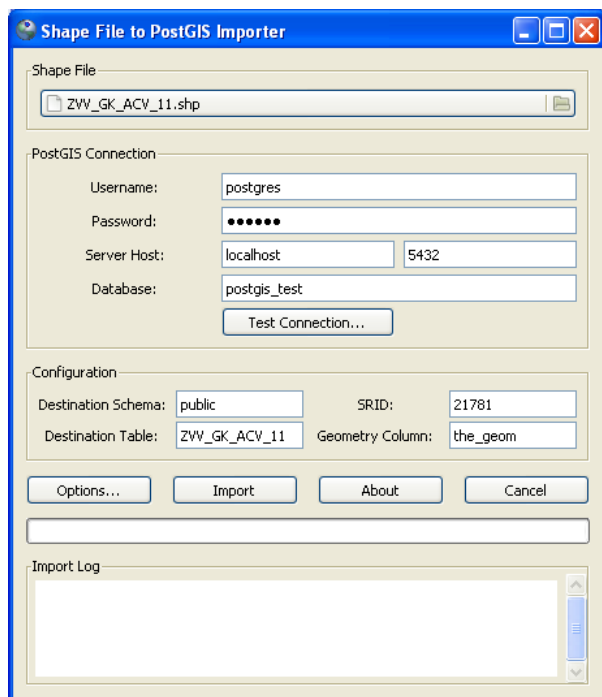 Shape File to PostGIS Importer
Shape File
ZVV_GK_ACV_11.shp
PostGIS Connection
Username: postgres
Password: ●●●●●●
Server Host: localhost 5432
Database: postgis_test
Test Connection...
Configuration
Destination Schema: public SRID: 21781
Destination Table: ZVV_GK_ACV_11 Geometry Column: the_geom
Options... Import About Cancel
Import Log